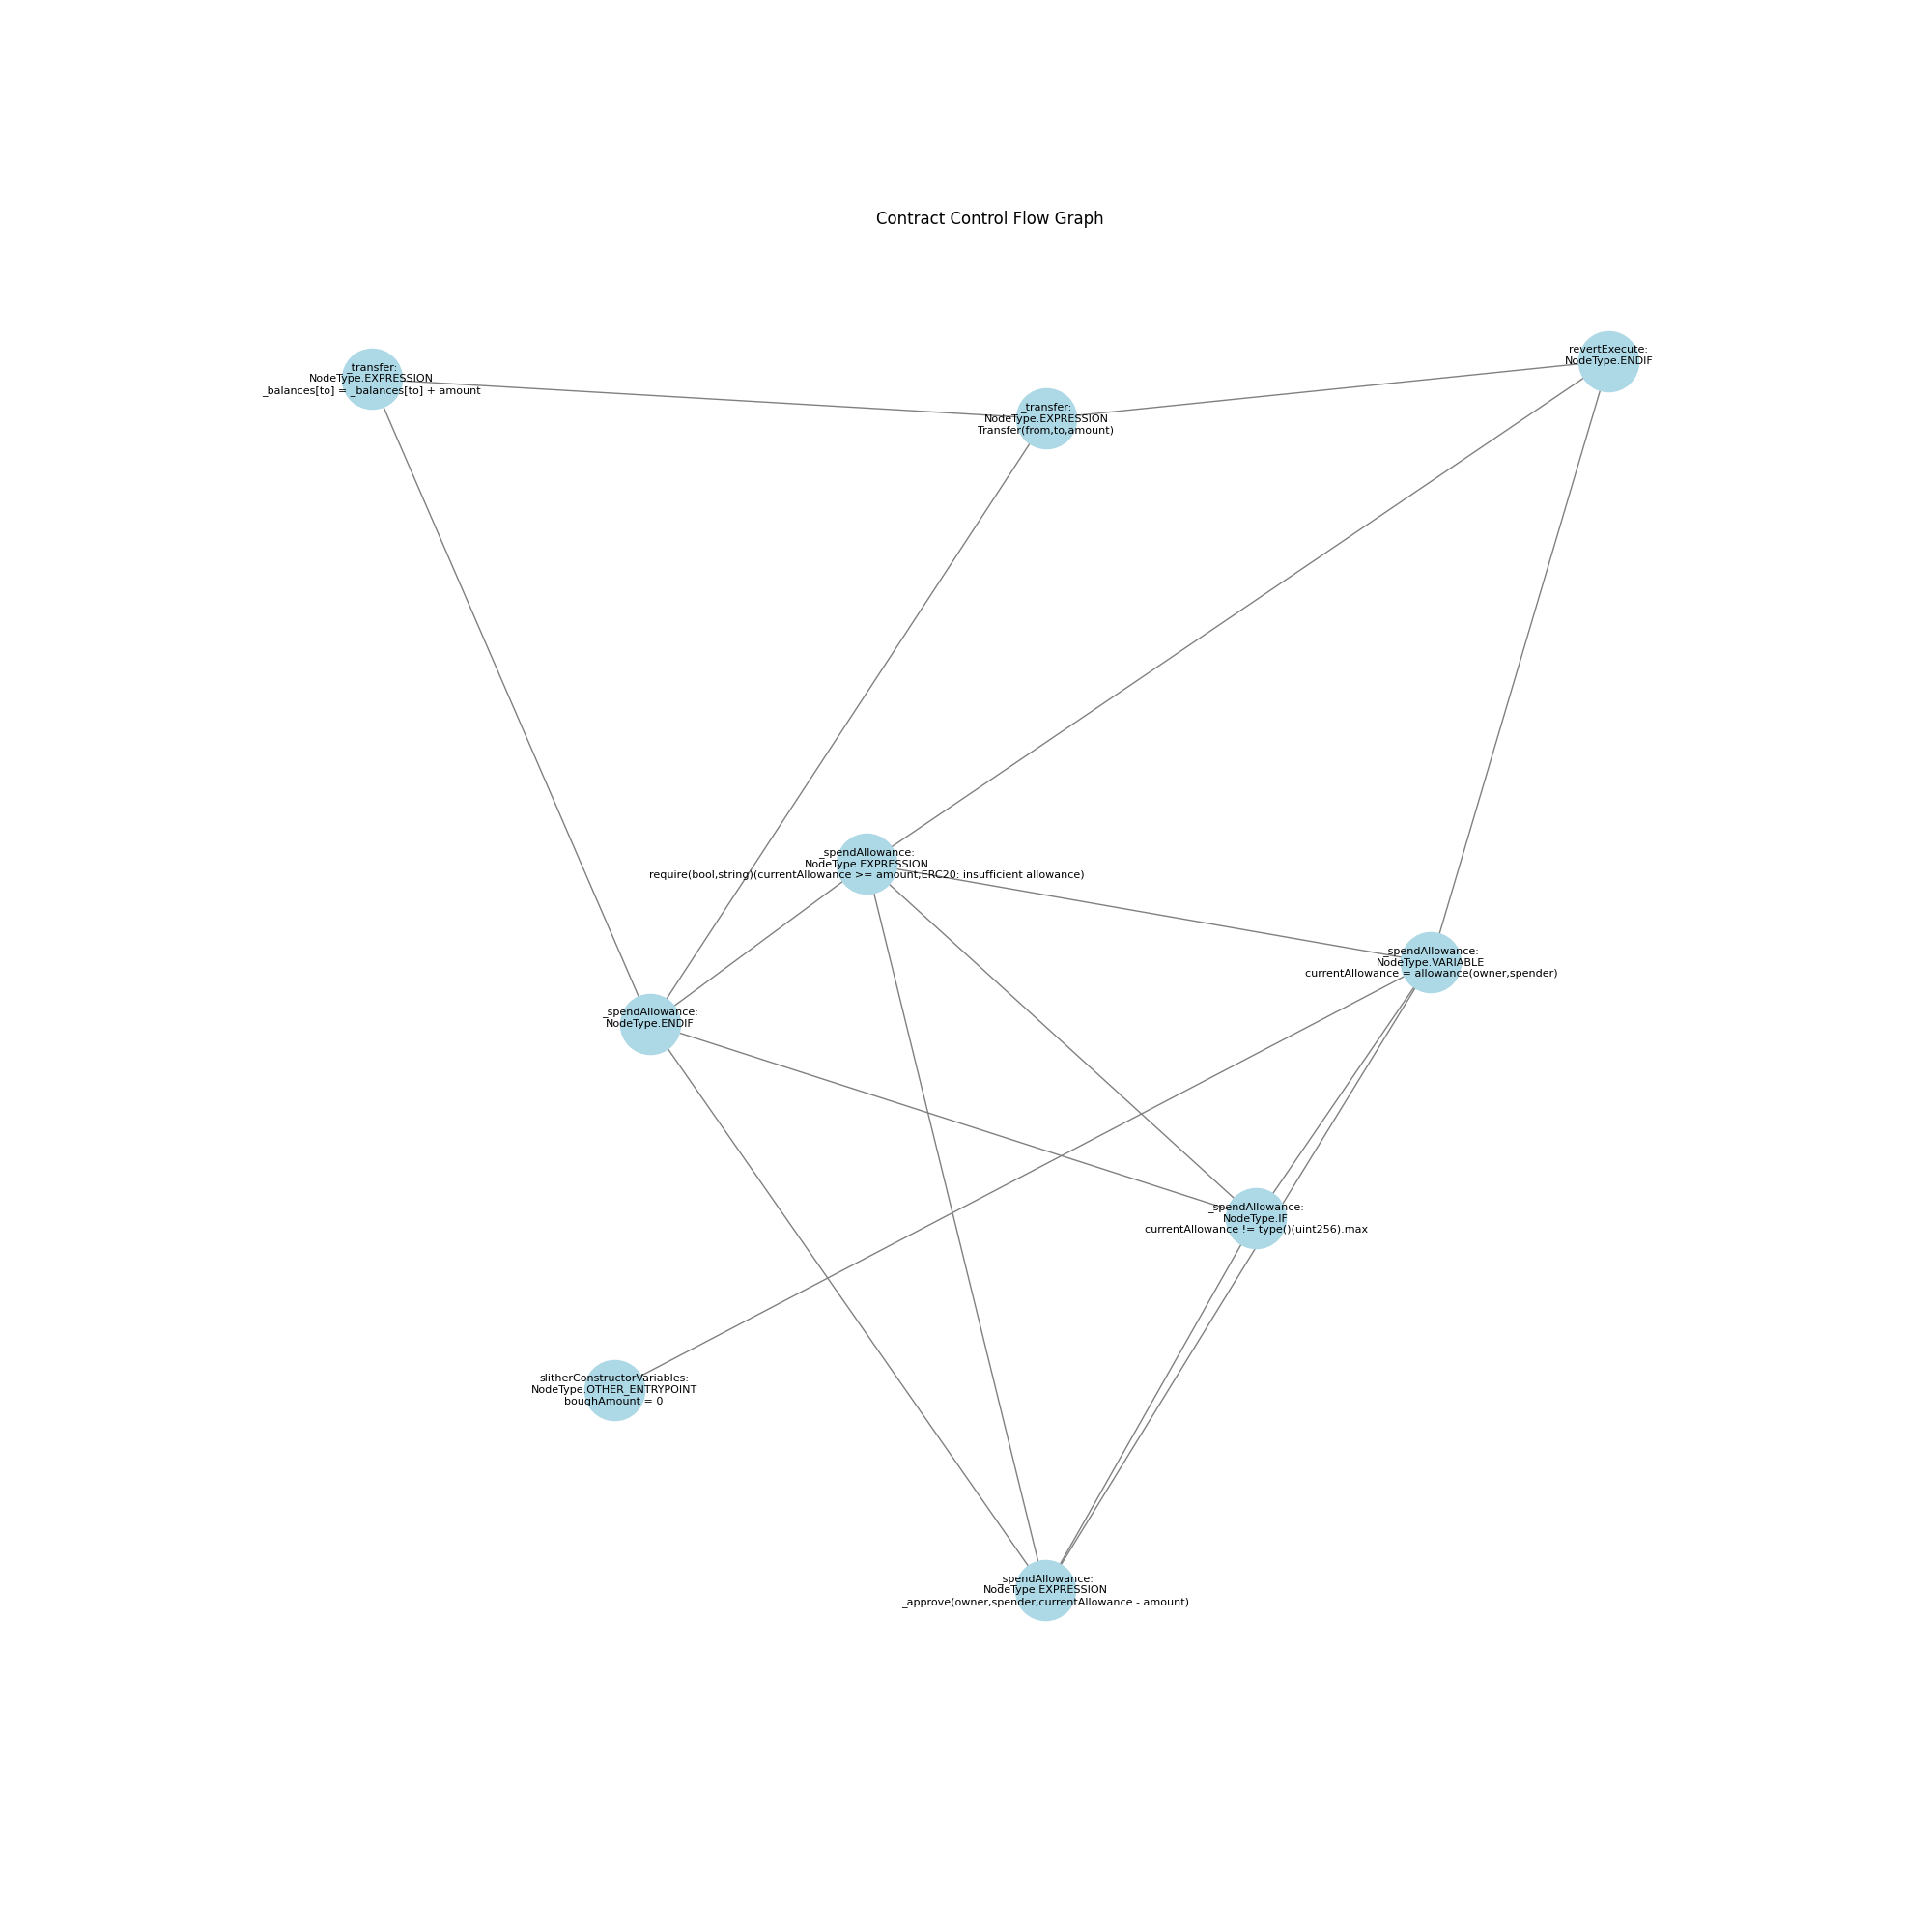 Contract Control Flow Graph
revertExecute:
NodeType.ENDIF
_transfer:
NodeType.EXPRESSION
_balances[to] = _balances[to] + amount
_transfer:
NodeType.EXPRESSION
Transfer(from,to,amount)
_spendAllowance:
NodeType.EXPRESSION
require(bool,string)(currentAllowance >= amount,ERC20: insufficient allowance)
_spendAllowance:
NodeType.VARIABLE
currentAllowance = allowance(owner,spender)
_spendAllowance:
NodeType.ENDIF
_spendAllowance:
NodeType.IF
currentAllowance != type()(uint256).max
slitherConstructorVariables:
NodeType.OTHER_ENTRYPOINT
boughAmount = 0
_spendAllowance:
NodeType.EXPRESSION
_approve(owner,spender,currentAllowance - amount)